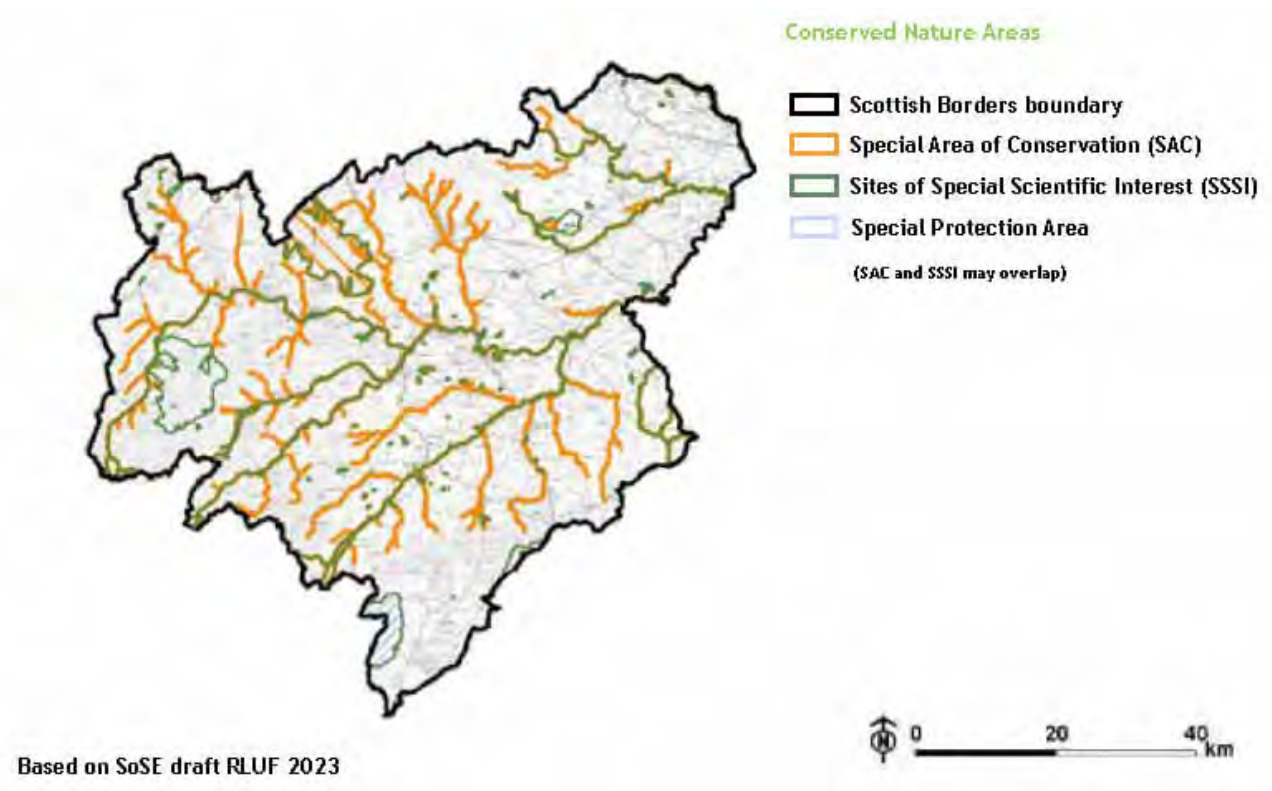 Conserved Nature Areas
Scottish Borders boundary
Special Area of Conservation (SAC)
Sites of Special Scientific Interest (SSSI)
Special Protection Area
(SAC and SSSI may overlap)
N
0 20 40 km
Based on SoSE draft RLUF 2023